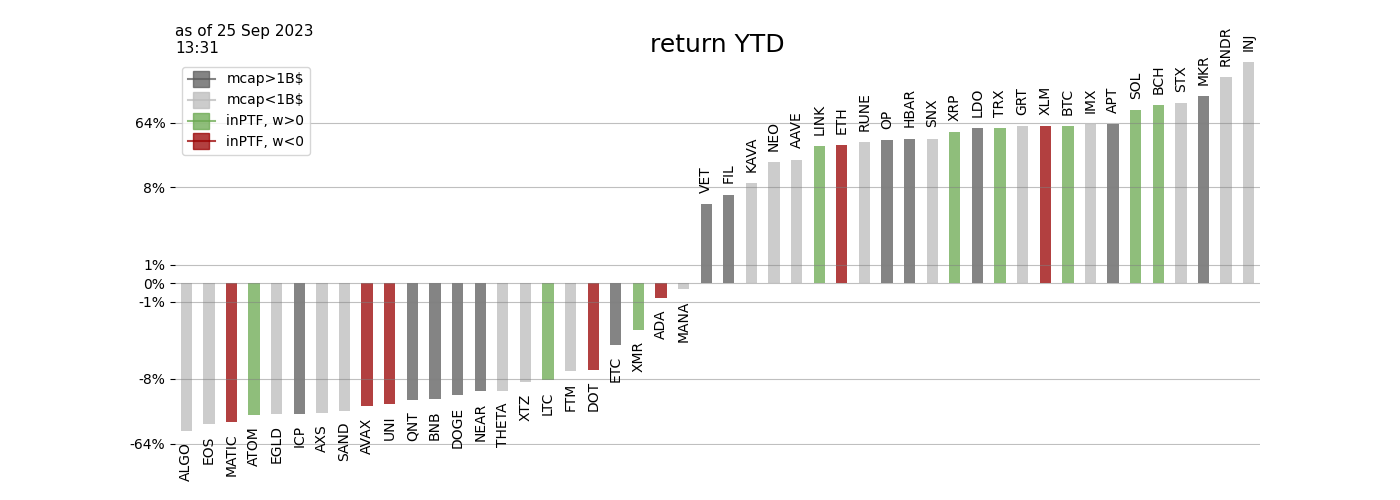 as of 25 Sep 2023
13:31
return YTD
mcap>1B$
mcap<1B$
inPTF, w>0
inPTF, w<0
64%
8%
1%
0%
-1%
-8%
-64%
ALGO
EOS
MATIC
ATOM
EGLD
ICP
AXS
SAND
AVAX
UNI
QNT
BNB
DOGE
NEAR
THETA
XTZ
LTC
FTM
DOT
ETC
XMR
ADA
MANA
VET
FIL
KAVA
NEO
AAVE
LINK
ETH
RUNE
OP
HBAR
SNX
XRP
LDO
TRX
GRT
XLM
BTC
IMX
APT
SOL
BCH
STX
MKR
RNDR
INJ